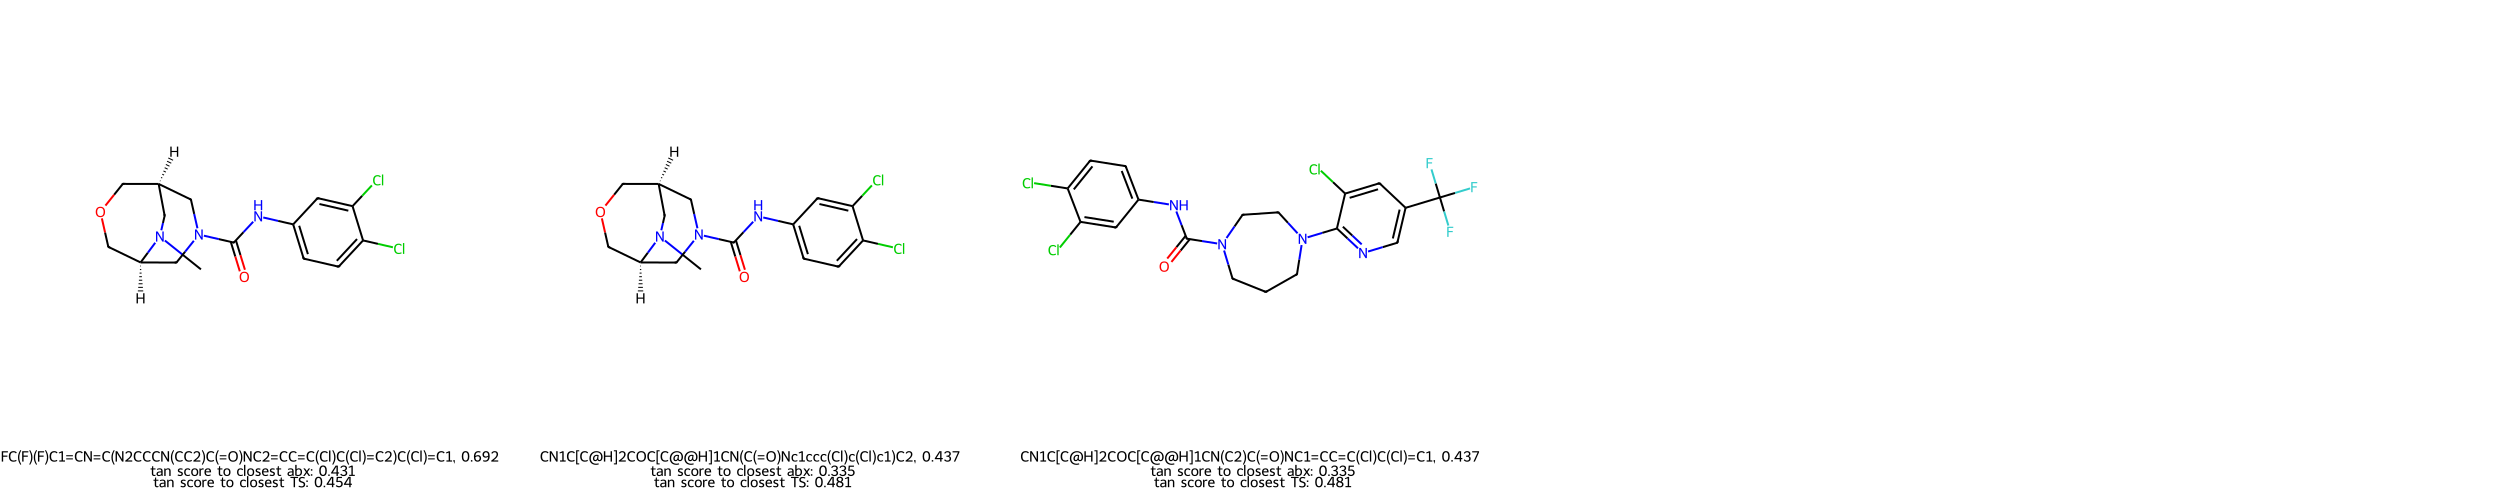 H Cl H N O N N Cl O H
H Cl H N O N N Cl O H
Cl Cl NH O N N Cl N F F F
FC(F)(F)C1=CN=C(N2CCCN(CC2)C(=O)NC2=CC=C(Cl)C(Cl)=C2)C(Cl)=C1, 0.692
tan score to closest abx: 0.431
tan score to closest TS: 0.454
CN1C[C@H]2COC[C@@H]1CN(C(=O)Nc1ccc(Cl)c(Cl)c1)C2, 0.437
tan score to closest abx: 0.335
tan score to closest TS: 0.481
CN1C[C@H]2COC[C@@H]1CN(C2)C(=O)NC1=CC=C(Cl)C(Cl)=C1, 0.437
tan score to closest abx: 0.335
tan score to closest TS: 0.481